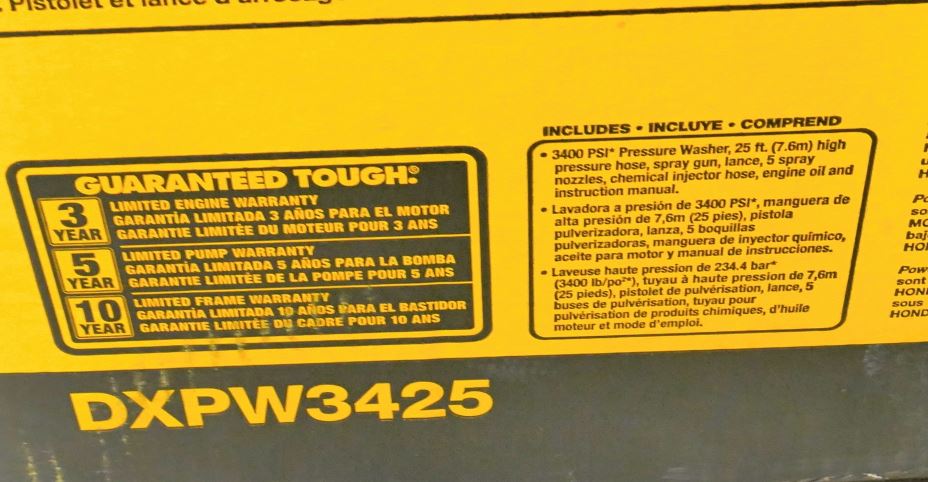 Pistolet et lance d'arrosage
GUARANTEED TOUGH.®
3 YEAR
LIMITED ENGINE WARRANTY
GARANTÍA LIMITADA 3 AÑOS PARA EL MOTOR
GARANTIE LIMITÉE DU MOTEUR POUR 3 ANS
5 YEAR
LIMITED PUMP WARRANTY
GARANTÍA LIMITADA 5 AÑOS PARA LA BOMBA
GARANTIE LIMITÉE DE LA POMPE POUR 5 ANS
10 YEAR
LIMITED FRAME WARRANTY
GARANTÍA LIMITADA 10 AÑOS PARA EL BASTIDOR
GARANTIE LIMITÉE DU CADRE POUR 10 ANS
INCLUDES • INCLUYE • COMPREND
• 3400 PSI* Pressure Washer, 25 ft. (7.6m) high
pressure hose, spray gun, lance, 5 spray
nozzles, chemical injector hose, engine oil and
instruction manual.
• Lavadora a presión de 3400 PSI*, manguera de
alta presión de 7,6m (25 pies), pistola
pulverizadora, lanza, 5 boquillas
pulverizadoras, manguera de inyector químico,
aceite para motor y manual de instrucciones.
• Laveuse haute pression de 234.4 bar*
(3400 lb/po²*), tuyau à haute pression de 7,6m
(25 pieds), pistolet de pulvérisation, lance, 5
buses de pulvérisation, tuyau pour
pulvérisation de produits chimiques, d'huile
moteur et mode d'emploi.
sont
sous
DXPW3425